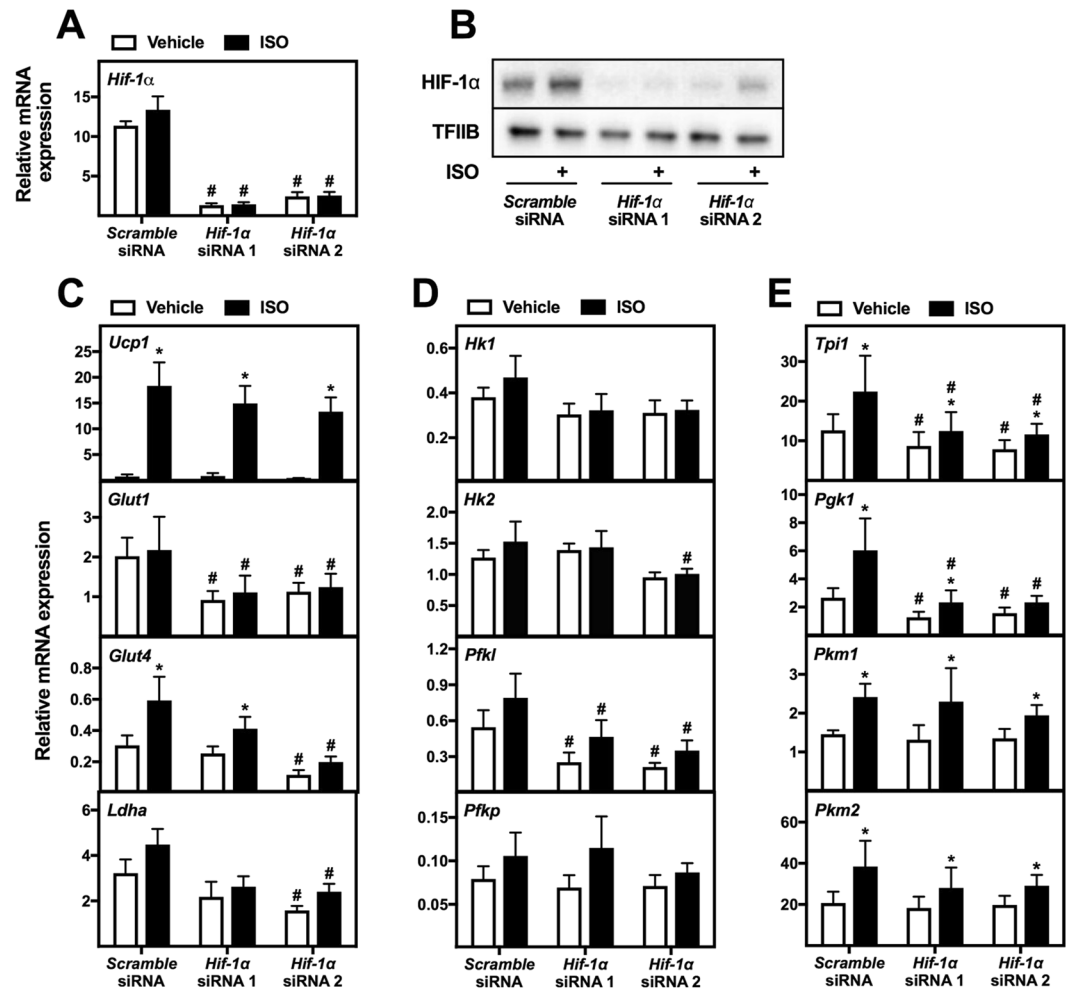 A
Vehicle ISO
Relative mRNA
expression
Hif-1α
15
10
5
# # # #
Scramble
siRNA
Hif-1α
siRNA 1
Hif-1α
siRNA 2
B
HIF-1α
TFIIB
ISO + + +
Scramble
siRNA
Hif-1α
siRNA 1
Hif-1α
siRNA 2
C
Vehicle ISO
Relative mRNA expression
Ucp1
25
20
15
10
5
* * *
Glut1
3
2
1
# # # #
Glut4
0.8
0.6
0.4
0.2
* * # #
Ldha
6
4
2
# #
Scramble
siRNA
Hif-1α
siRNA 1
Hif-1α
siRNA 2
D
Vehicle ISO
Hk1
0.6
0.4
0.2
Hk2
2.0
1.5
1.0
0.5
#
Pfkl
1.2
0.9
0.6
0.3
# # # #
Pfkp
0.15
0.10
0.05
Scramble
siRNA
Hif-1α
siRNA 1
Hif-1α
siRNA 2
E
Vehicle ISO
Tpi1
30
20
10
* # # * # # *
Pgk1
10
8
6
4
2
* # # * # #
Pkm1
3
2
1
* * *
Pkm2
60
40
20
* * *
Scramble
siRNA
Hif-1α
siRNA 1
Hif-1α
siRNA 2